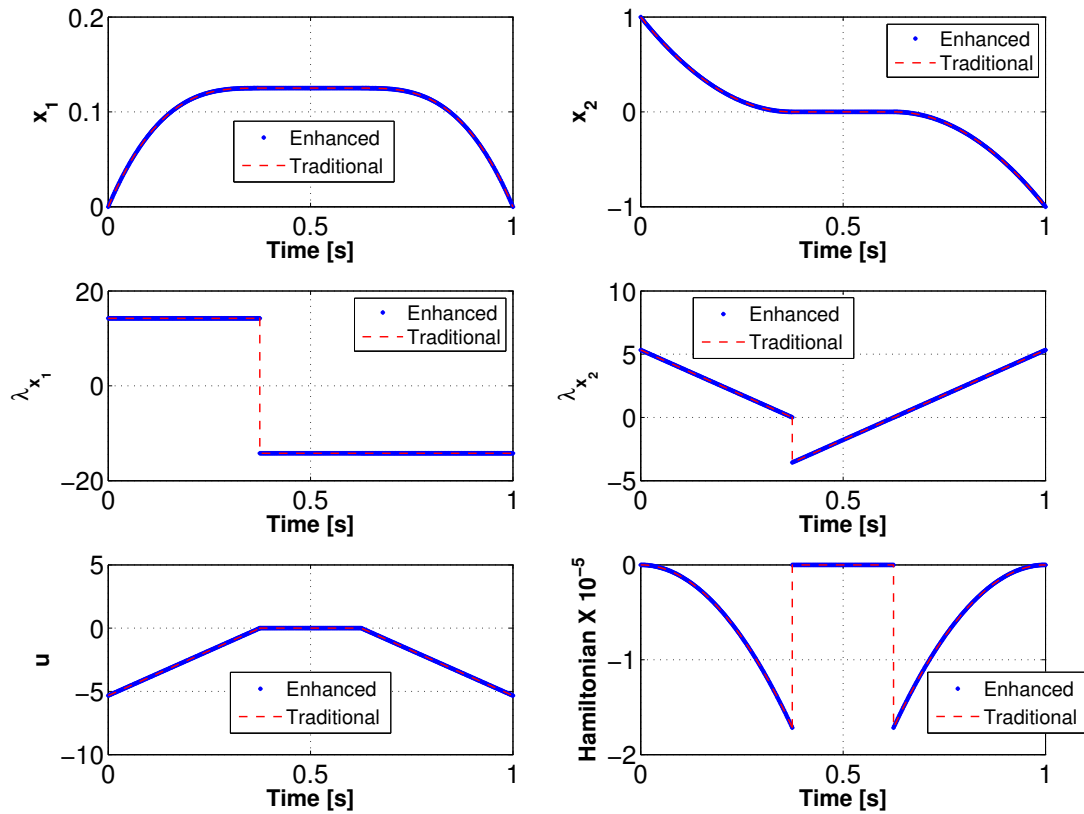 0.2
0.1
0
x1
0
0.5
1
Time [s]
Enhanced
Traditional
1
0
−1
x2
0
0.5
1
Time [s]
Enhanced
Traditional
20
0
−20
λx1
0
0.5
1
Time [s]
Enhanced
Traditional
10
5
0
−5
λx2
0
0.5
1
Time [s]
Enhanced
Traditional
5
0
−5
−10
u
0
0.5
1
Time [s]
Enhanced
Traditional
0
−1
−2
Hamiltonian X 10−5
0
0.5
1
Time [s]
Enhanced
Traditional